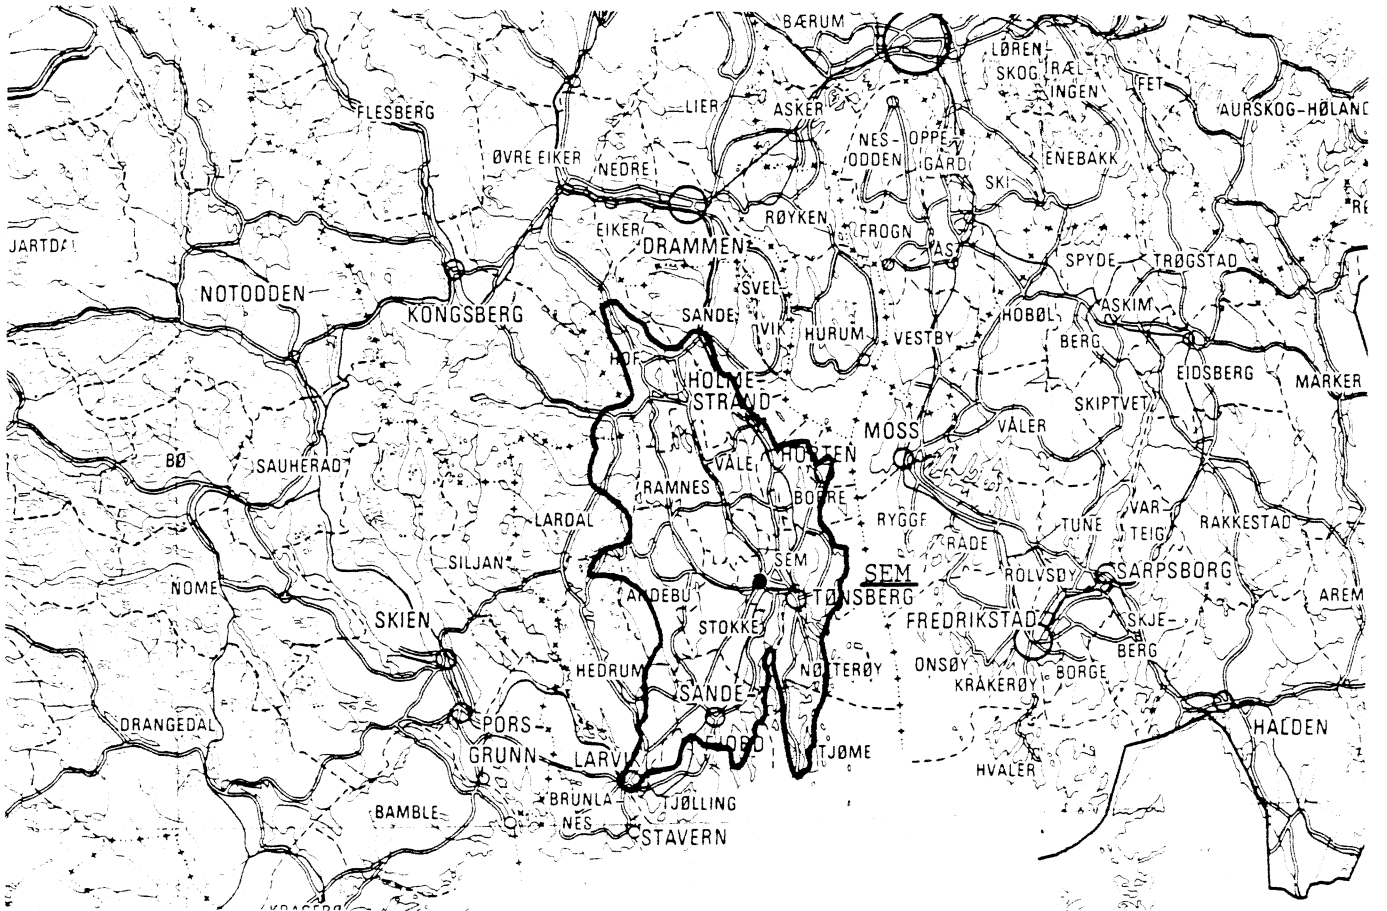 BÆRUM
LØREN-
SKOG
RÆL-
INGEN
FET
FLESBERG
LIER
ASKER
AURSKOG-HØLAND
NES-
ODDEN
OPPE-
GÅRD
ENEBAKK
ØVRE EIKER
NEDRE
EIKER
SKI
RØYKEN
FROGN
ÅS
DRAMMEN
SPYDE
TRØGSTAD
NOTODDEN
KONGSBERG
SVEL-
VIK
SANDE
HURUM
VESTBY
HOBØL
ASKIM
BERG
HOF
EIDSBERG
MARKER
HOLME-
STRAND
SKIPTVET
VÅLER
MOSS
BØ
SAUHERAD
HORTEN
VÅLE
RAMNES
BORRE
LARDAL
RYGGE
RÅDE
TUNE
VAR-
TEIG
RAKKESTAD
SILJAN
SEM
SEM
ROLVSØY
SARPSBORG
NOME
ANDEBU
TØNSBERG
AREM
SKIEN
STOKKE
FREDRIKSTAD
SKJE-
BERG
HEDRUM
NØTTERØY
ONSØY
KRÅKERØY
BORGE
DRANGEDAL
PORS-
GRUNN
SANDE-
FJORD
HALDEN
LARVIK
TJØME
HVALER
BAMBLE
BRUNLA-
NES
TJØLLING
STAVERN
KRAGERØ